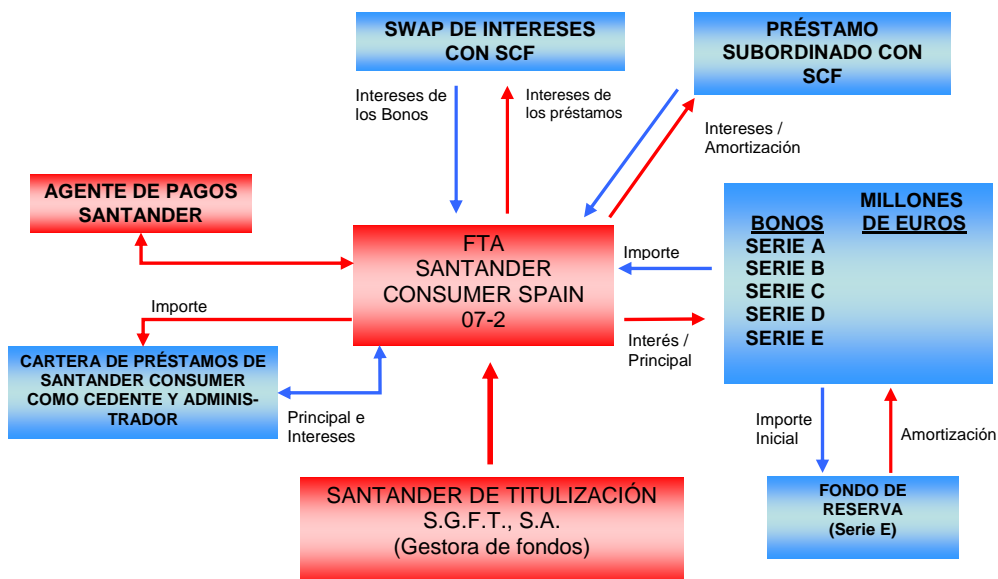 SWAP DE INTERESES
CON SCF
PRÉSTAMO
SUBORDINADO CON
SCF
Intereses de
los Bonos
Intereses de
los préstamos
Intereses /
Amortización
AGENTE DE PAGOS
SANTANDER
FTA
SANTANDER
CONSUMER SPAIN
07-2
Importe
Interés /
Principal
MILLONES
BONOS DE EUROS
SERIE A
SERIE B
SERIE C
SERIE D
SERIE E
Importe
CARTERA DE PRÉSTAMOS DE
SANTANDER CONSUMER
COMO CEDENTE Y ADMINIS-
TRADOR
Principal e
Intereses
Importe
Inicial
Amortización
SANTANDER DE TITULIZACIÓN
S.G.F.T., S.A.
(Gestora de fondos)
FONDO DE
RESERVA
(Serie E)